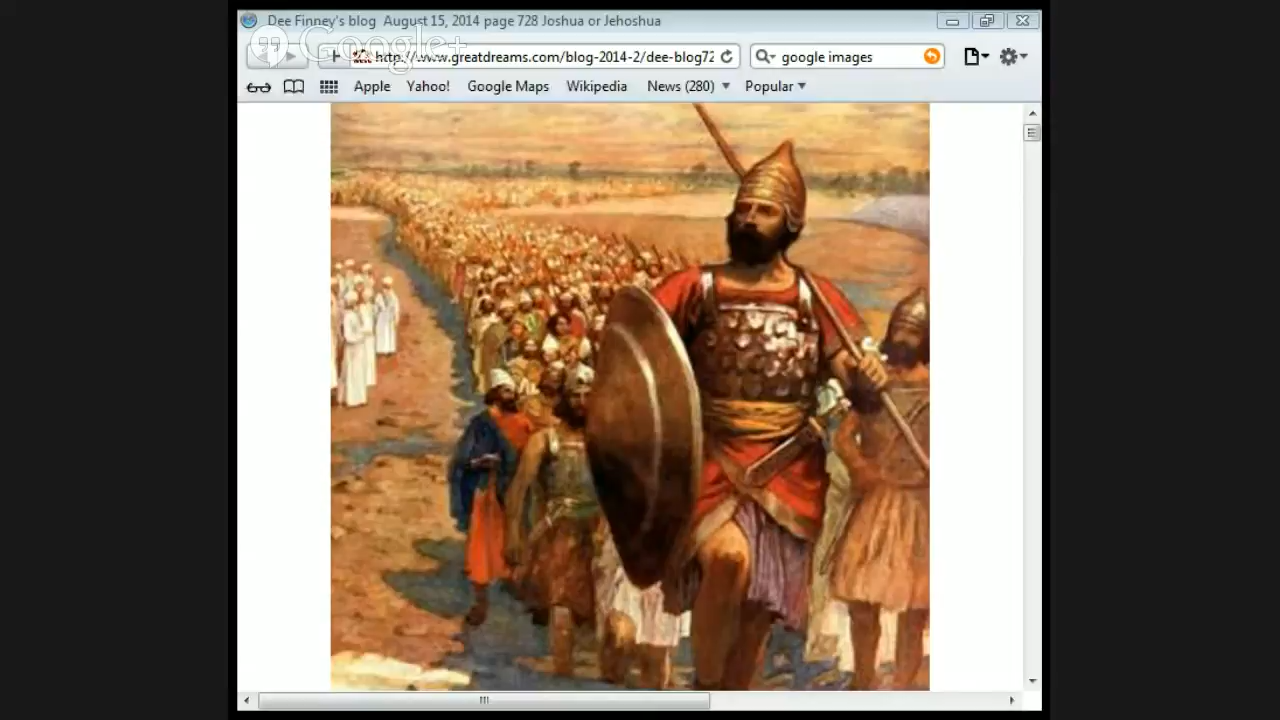 Dee Finney's blog August 15, 2014 page 728 Joshua or Jehoshua
Google+
http://www.greatdreams.com/blog-2014-2/dee-blog72
google images
Apple Yahoo! Google Maps Wikipedia News (280) Popular